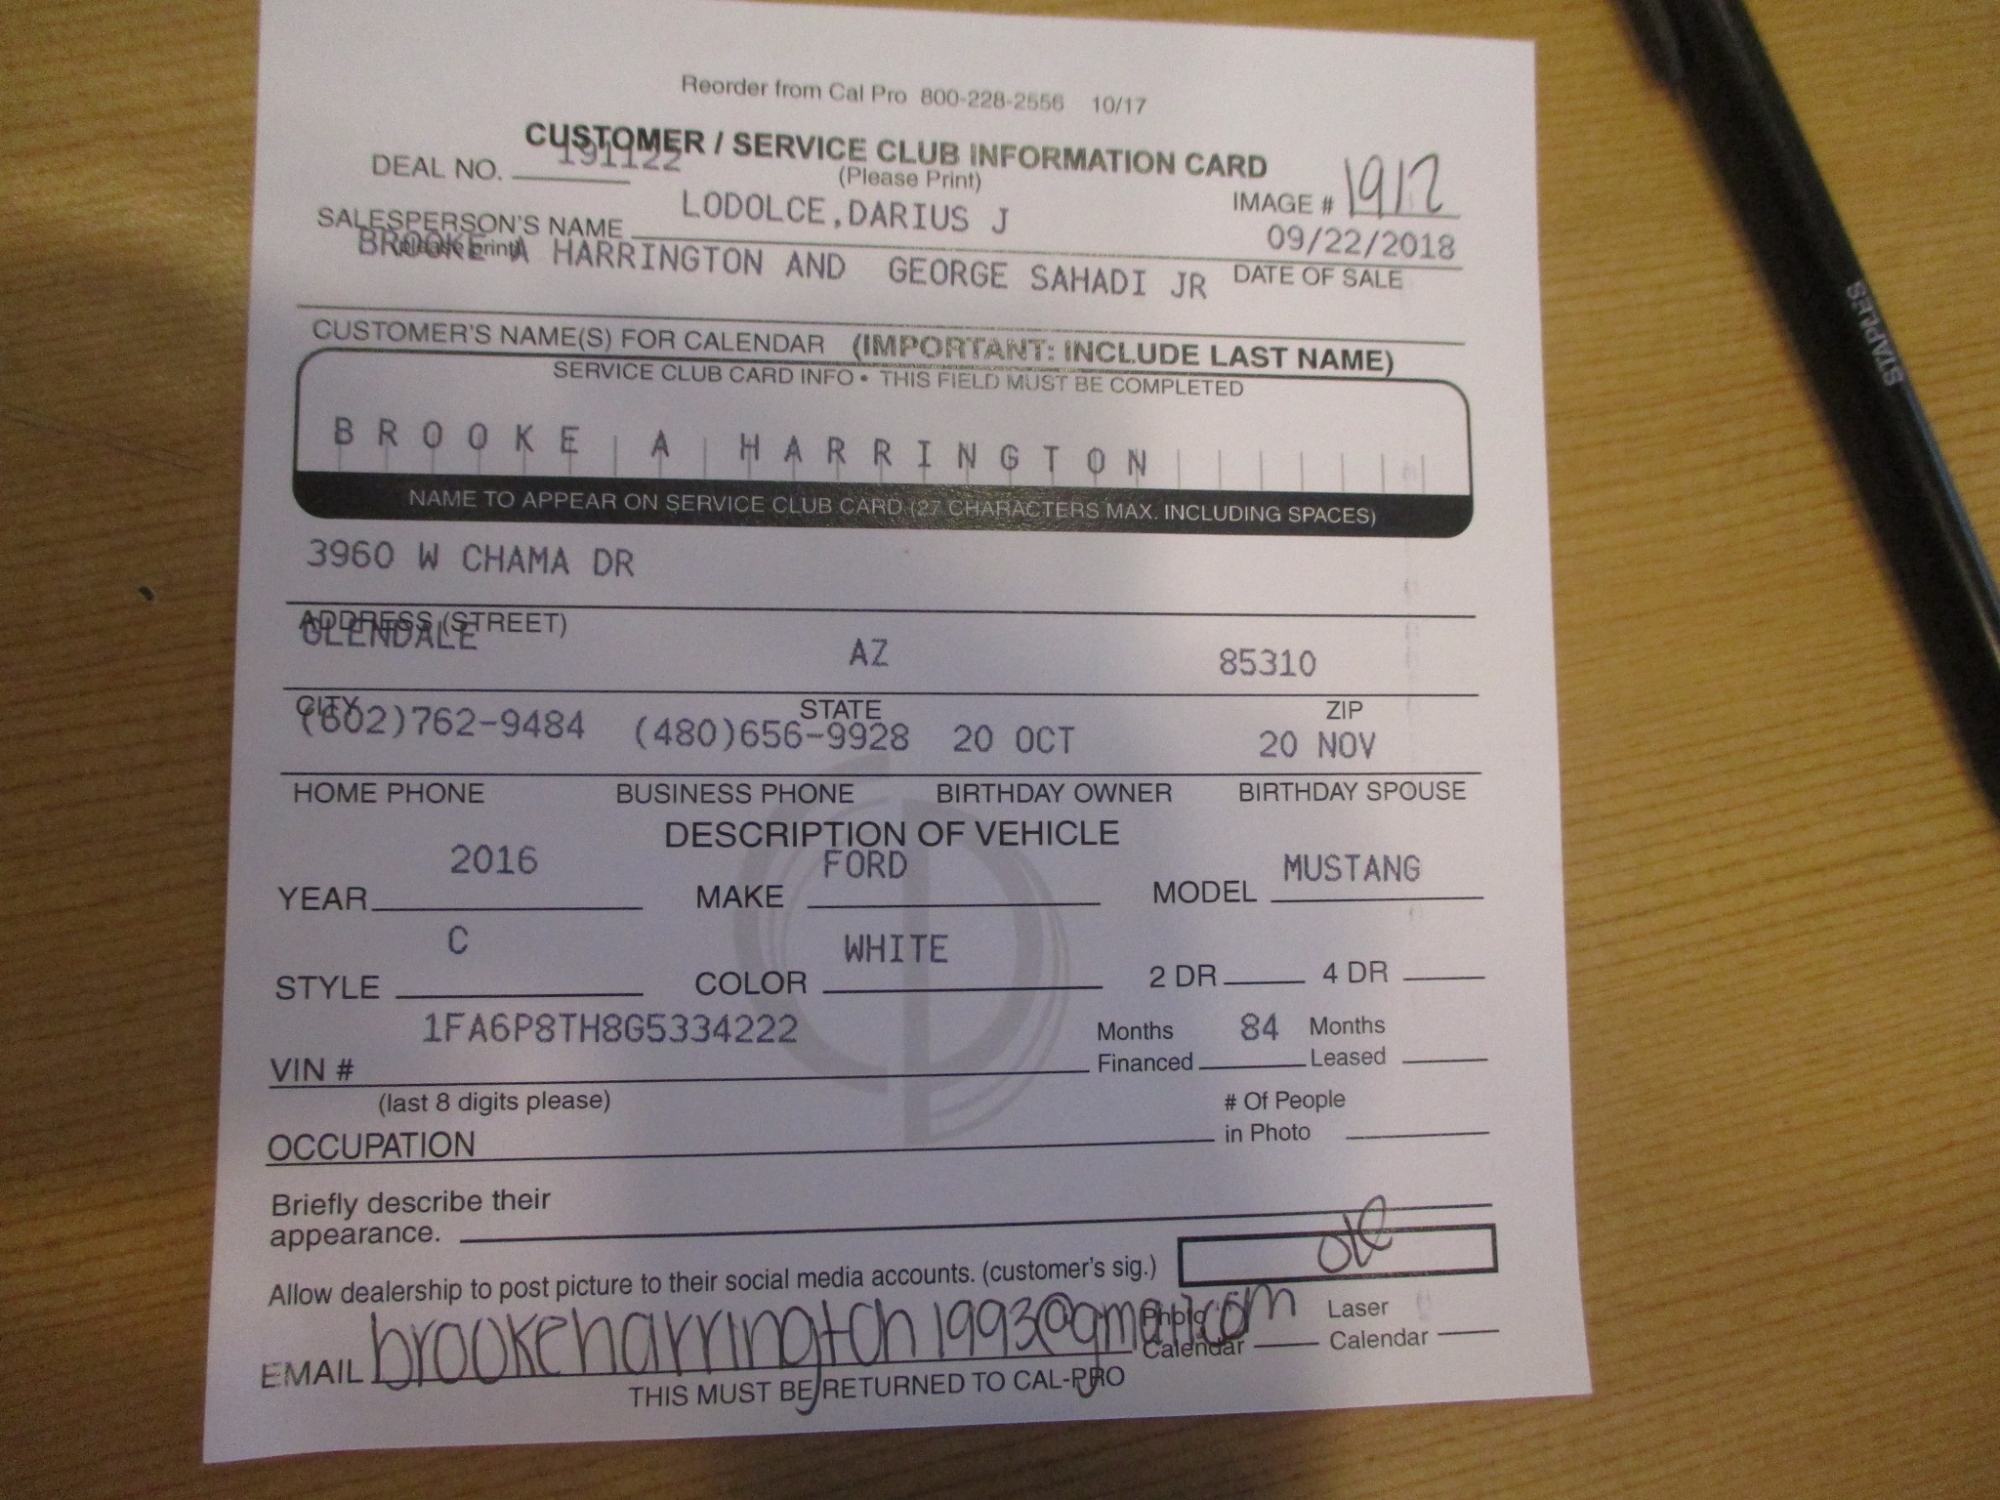 Reorder from Cal Pro 800-228-2556 10/17
CUSTOMER / SERVICE CLUB INFORMATION CARD
(Please Print)
DEAL NO. 191122
IMAGE # 1912
SALESPERSON'S NAME LODOLCE,DARIUS J
(please print)
09/22/2018
DATE OF SALE
BROOKE A HARRINGTON AND GEORGE SAHADI JR
CUSTOMER'S NAME(S) FOR CALENDAR (IMPORTANT: INCLUDE LAST NAME)
SERVICE CLUB CARD INFO • THIS FIELD MUST BE COMPLETED
BROOKE A HARRINGTON
NAME TO APPEAR ON SERVICE CLUB CARD (27 CHARACTERS MAX. INCLUDING SPACES)
3960 W CHAMA DR
ADDRESS (STREET)
GLENDALE AZ 85310
CITY STATE ZIP
(602)762-9484 (480)656-9928 20 OCT 20 NOV
HOME PHONE BUSINESS PHONE BIRTHDAY OWNER BIRTHDAY SPOUSE
DESCRIPTION OF VEHICLE
YEAR 2016 MAKE FORD MODEL MUSTANG
STYLE C COLOR WHITE 2 DR 4 DR
VIN # 1FA6P8TH8G5334222
(last 8 digits please)
Months Financed 84 Months Leased
OCCUPATION
# Of People in Photo
Briefly describe their
appearance.
Allow dealership to post picture to their social media accounts. (customer's sig.)
EMAIL brookeharrington1993@gmail.com
Photo Calendar
Laser Calendar
THIS MUST BE RETURNED TO CAL-PRO
STAPLES